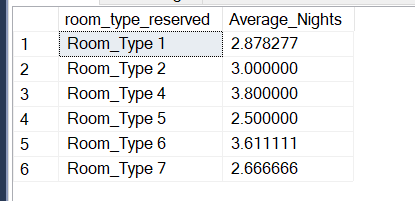 room_type_reserved Average_Nights
1 Room_Type 1 2.878277
2 Room_Type 2 3.000000
3 Room_Type 4 3.800000
4 Room_Type 5 2.500000
5 Room_Type 6 3.611111
6 Room_Type 7 2.666666